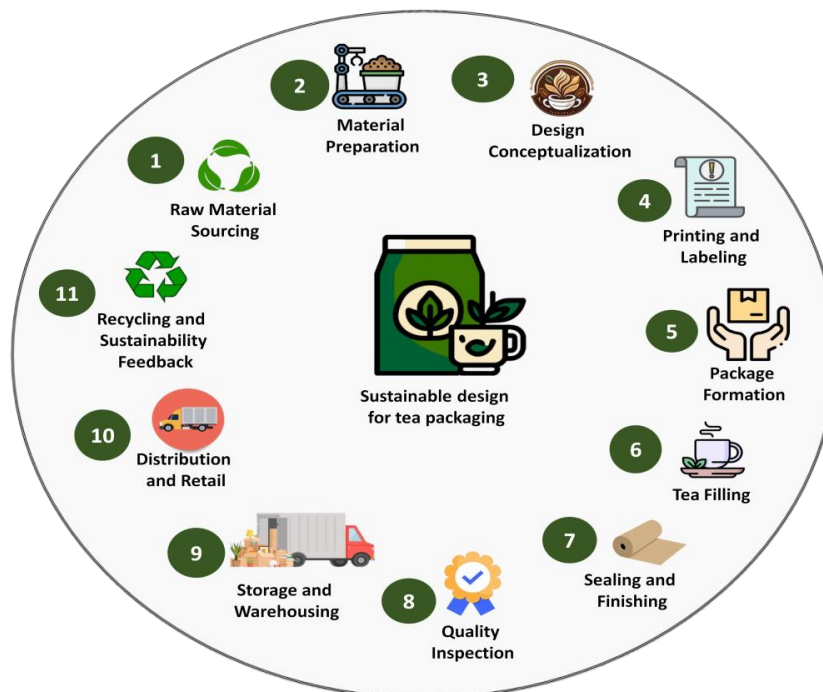 1
Raw Material
Sourcing
2
Material
Preparation
3
Design
Conceptualization
4
Printing and
Labeling
5
Package
Formation
6
Tea Filling
7
Sealing and
Finishing
8
Quality
Inspection
9
Storage and
Warehousing
10
Distribution
and Retail
11
Recycling and
Sustainability
Feedback
Sustainable design
for tea packaging